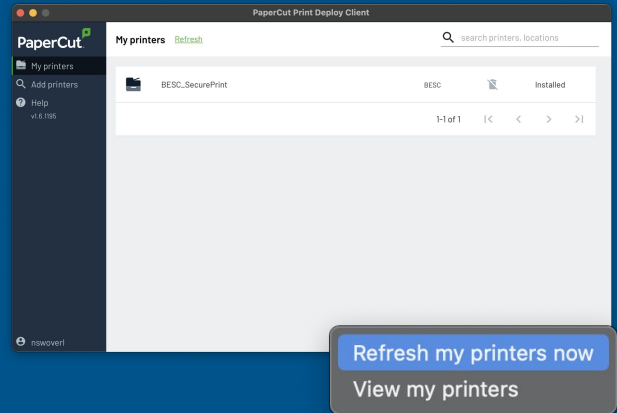 PaperCut Print Deploy Client
PaperCut
My printers Refresh
search printers, locations
My printers
Add printers
Help
v1.6.1195
BESC_SecurePrint BESC Installed
1-1 of 1
nswoverl
Refresh my printers now
View my printers